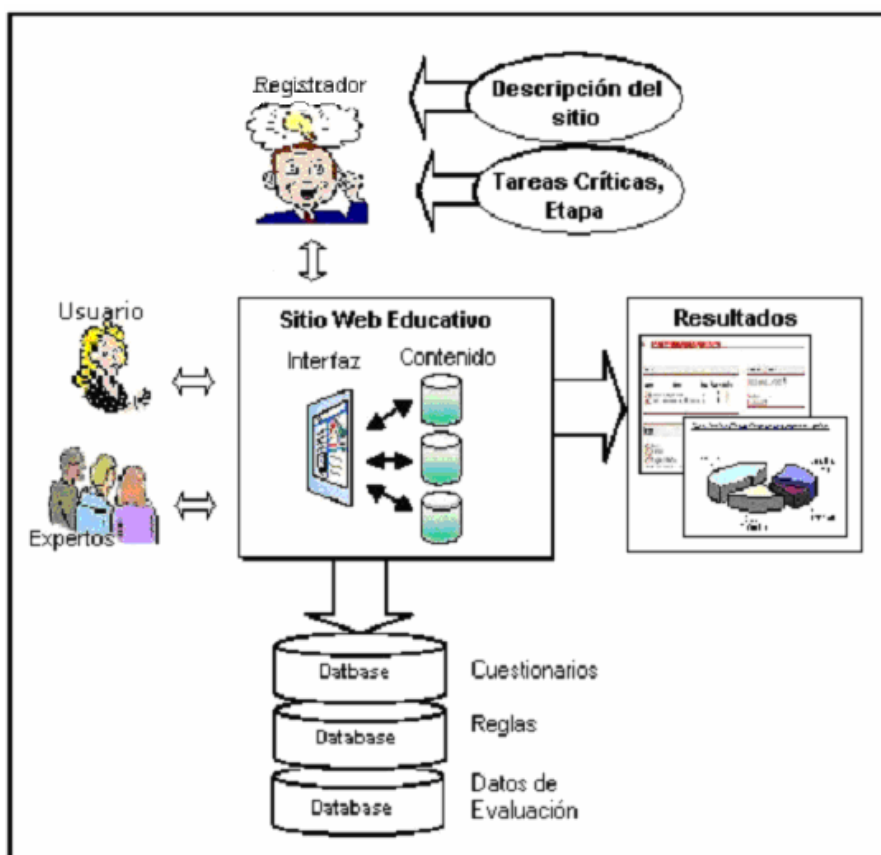 Registrador
Descripción del
sitio
Tareas Críticas,
Etapa
Usuario
Sitio Web Educativo
Interfaz
Contenido
Resultados
Expertos
Datbase
Cuestionarios
Database
Reglas
Database
Datos de
Evaluación